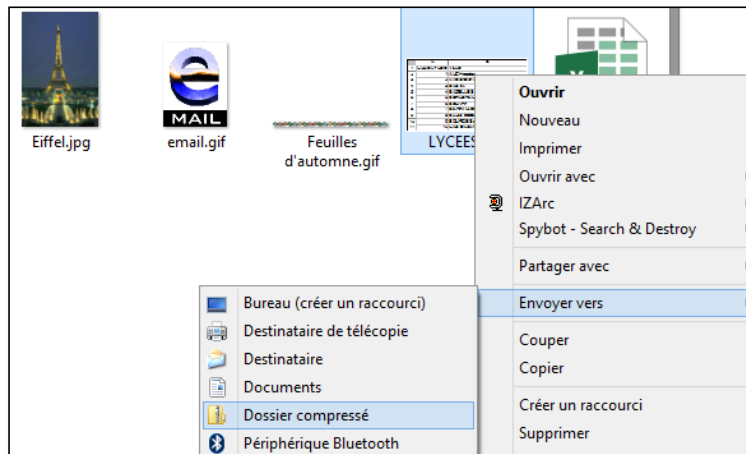 MAIL
Eiffel.jpg
email.gif
Feuilles
d'automne.gif
LYCEES
Ouvrir
Nouveau
Imprimer
Ouvrir avec
IZArc
Spybot - Search & Destroy
Partager avec
Envoyer vers
Couper
Copier
Créer un raccourci
Supprimer
Bureau (créer un raccourci)
Destinataire de télécopie
Destinataire
Documents
Dossier compressé
Périphérique Bluetooth